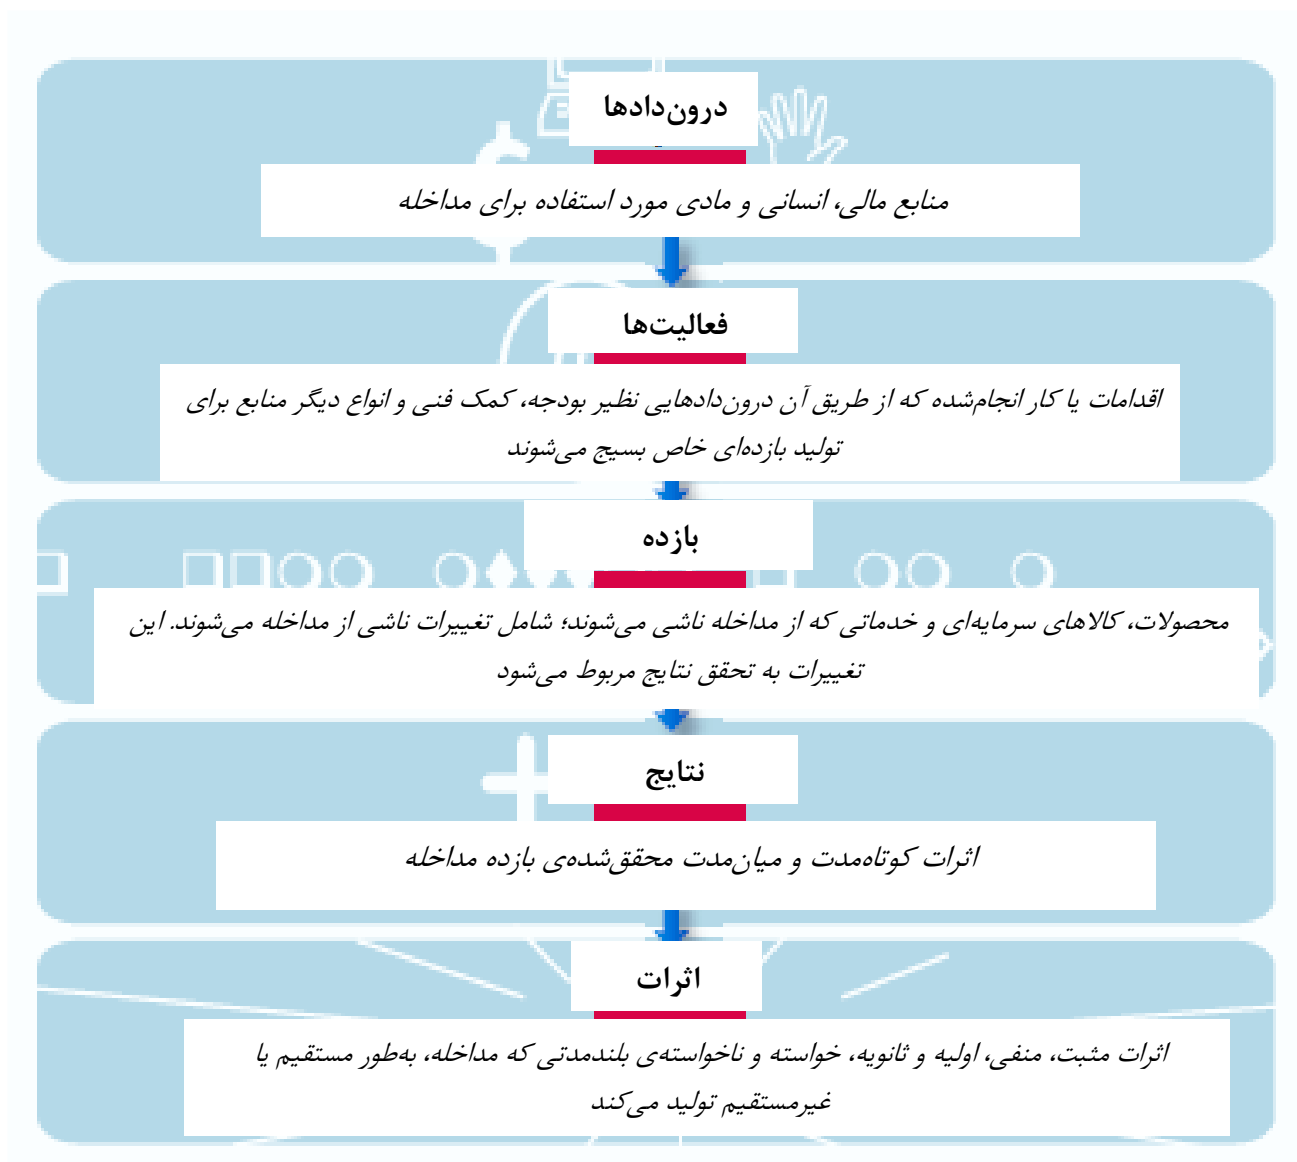 درون‌دادها
منابع مالی، انسانی و مادی مورد استفاده برای مداخله
فعالیت‌ها
اقدامات یا کار انجام‌شده که از طریق آن درون‌دادهایی نظیر بودجه، کمک فنی و انواع دیگر منابع برای
تولید بازده‌ای خاص بسیج می‌شوند
بازده
محصولات، کالاهای سرمایه‌ای و خدماتی که از مداخله ناشی می‌شوند؛ شامل تغییرات ناشی از مداخله می‌شوند. این
تغییرات به تحقق نتایج مربوط می‌شود
نتایج
اثرات کوتاه‌مدت و میان‌مدت محقق‌شده‌ی بازده مداخله
اثرات
اثرات مثبت، منفی، اولیه و ثانویه، خواسته و ناخواسته‌ی بلندمدتی که مداخله، به‌طور مستقیم یا
غیرمستقیم تولید می‌کند